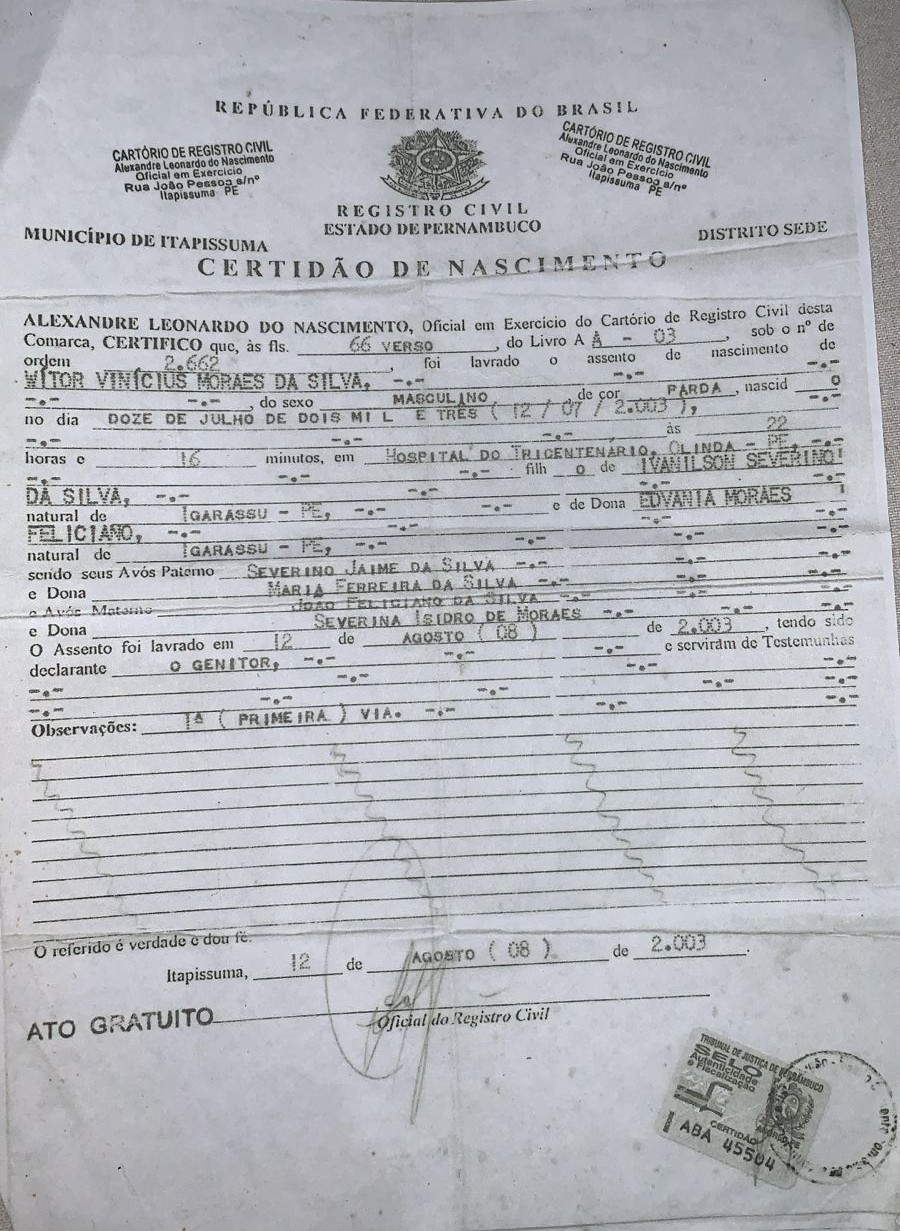 REPÚBLICA FEDERATIVA DO BRASIL
CARTÓRIO DE REGISTRO CIVIL
Alexandre Leonardo do Nascimento
Oficial em Exercício
Rua João Pessoa s/nº
Itapissuma PE
CARTÓRIO DE REGISTRO CIVIL
Alexandre Leonardo do Nascimento
Oficial em Exercício
Rua João Pessoa s/nº
Itapissuma PE
REGISTRO CIVIL
ESTADO DE PERNAMBUCO
MUNICÍPIO DE ITAPISSUMA
DISTRITO SEDE
CERTIDÃO DE NASCIMENTO
ALEXANDRE LEONARDO DO NASCIMENTO, Oficial em Exercício do Cartório de Registro Civil desta
Comarca, CERTIFICO que, às fls. 66 VERSO, do Livro A A - 03, sob o nº de
ordem 2.662, foi lavrado o assento de nascimento de
WITOR VINÍCIUS MORAES DA SILVA, -.- -.-
-.- -.-, do sexo MASCULINO, de cor PARDA, nascid O
no dia DOZE DE JULHO DE DOIS MIL E TRÊS ( 12 / 07 / 2.003 ), -.-
-.- -.- -.- às 22
horas e 16 minutos, em HOSPITAL DO TRICENTENÁRIO, OLINDA - PE, -.-
-.- -.- -.- filh O de IVANILSON SEVERINO
DA SILVA, -.- -.- -.-
natural de IGARASSU - PE, -.- -.- e de Dona EDVANIA MORAES
FELICIANO, -.- -.- -.-
natural de IGARASSU - PE, -.- -.- -.- -.-
sendo seus Avós Paterno SEVERINO JAIME DA SILVA -.- -.- -.-
e Dona MARIA FERREIRA DA SILVA -.- -.- -.-
e Avós Materno JOÃO FELICIANO DA SILVA -.- -.- -.-
e Dona SEVERINA ISIDRO DE MORAES -.- -.- -.-
O Assento foi lavrado em 12 de AGOSTO ( 08 ) de 2.003, tendo sido
declarante O GENITOR, -.- -.- -.- e serviram de Testemunhas
-.- -.- -.- -.-
-.- -.- -.- -.- -.-
Observações: 1ª ( PRIMEIRA ) VIA. -.- -.-
O referido é verdade e dou fé.
Itapissuma, 12 de AGOSTO ( 08 ) de 2.003.
ATO GRATUITO
Oficial do Registro Civil
TRIBUNAL DE JUSTIÇA DE PERNAMBUCO
SELO
Autenticidade
e Fiscalização
CERTIDÃO
ABA 45504